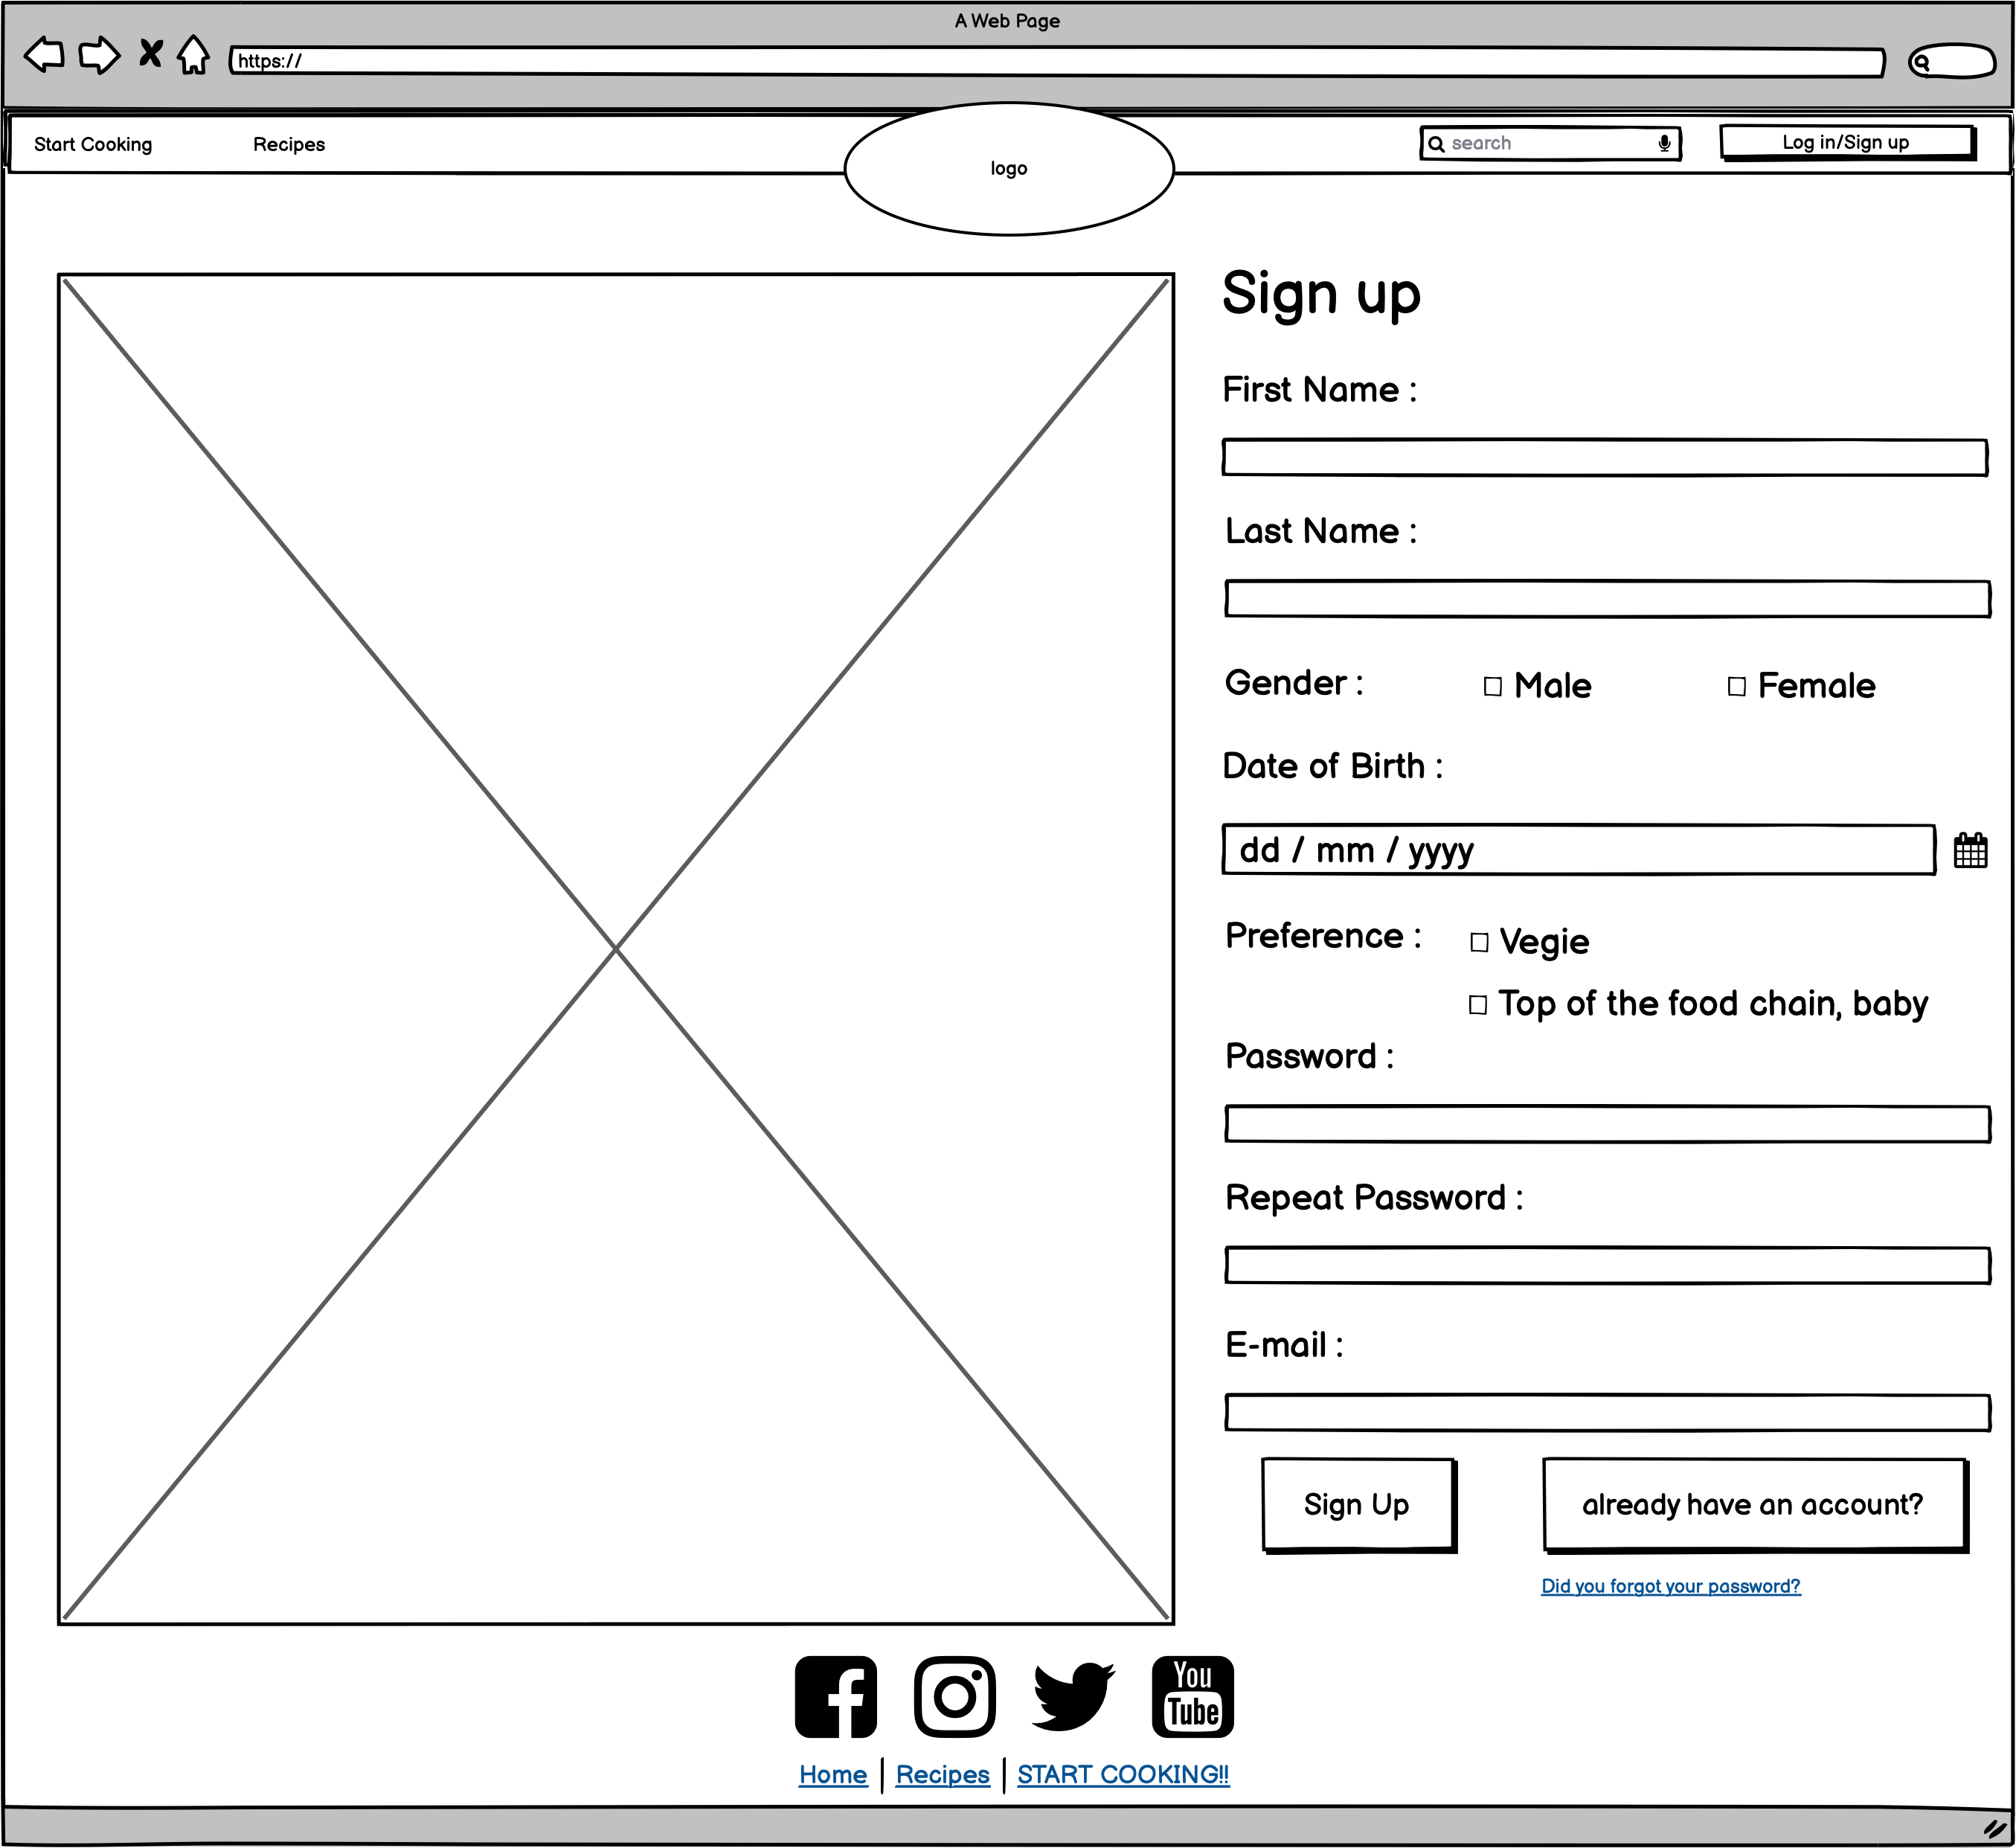 A Web Page
https://
Start Cooking
Recipes
logo
search
Log in/Sign up
Sign up
First Name :
Last Name :
Gender :
Male
Female
Date of Birth :
dd / mm / yyyy
Preference :
Vegie
Top of the food chain, baby
Password :
Repeat Password :
E-mail :
Sign Up
already have an account?
Did you forgot your password?
You
Tube
Home | Recipes | START COOKING!!